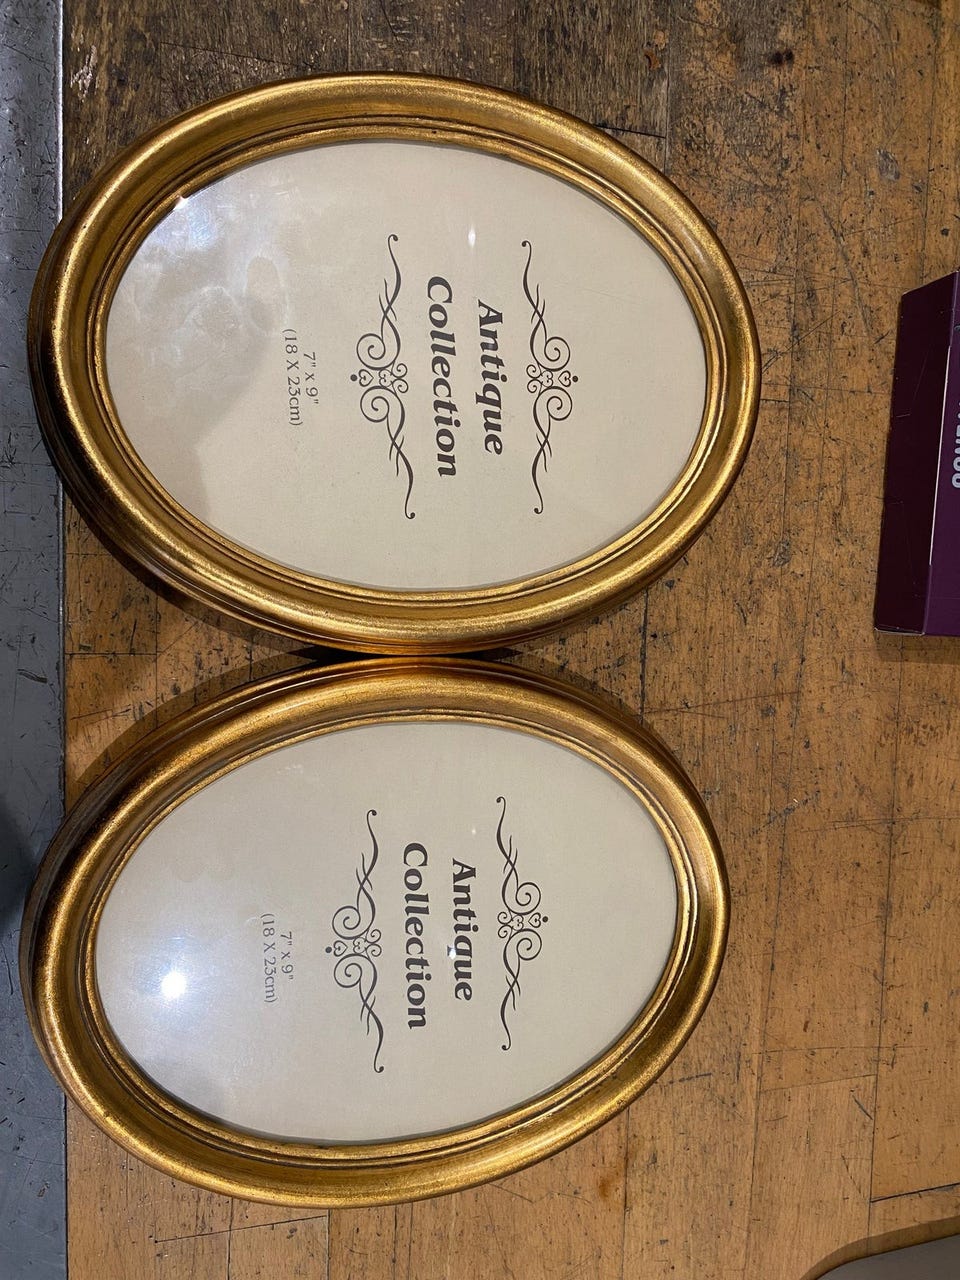 Antique
Collection
7" x 9"
(18 X 23cm)
Antique
Collection
7" x 9"
(18 X 23cm)